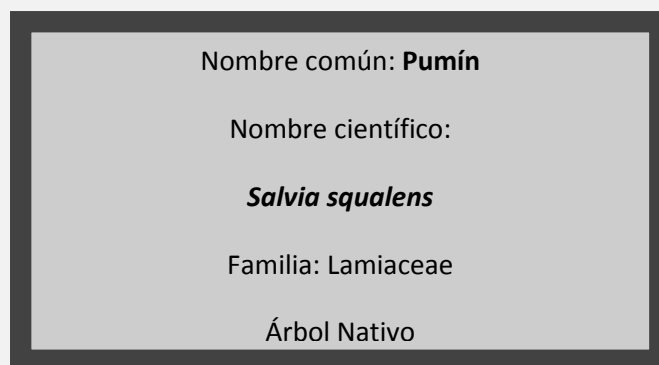 Nombre común: Pumín
Nombre científico:
Salvia squalens
Familia: Lamiaceae
Árbol Nativo